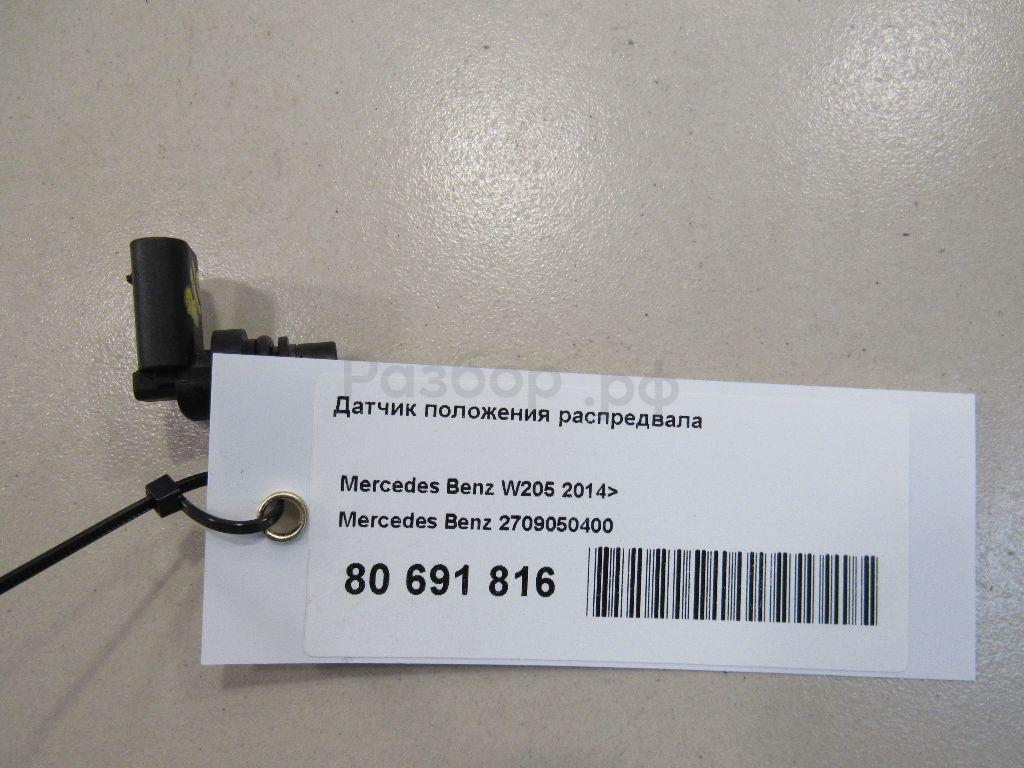 Разбор.рф
Датчик положения распредвала
Mercedes Benz W205 2014>
Mercedes Benz 2709050400
80 691 816